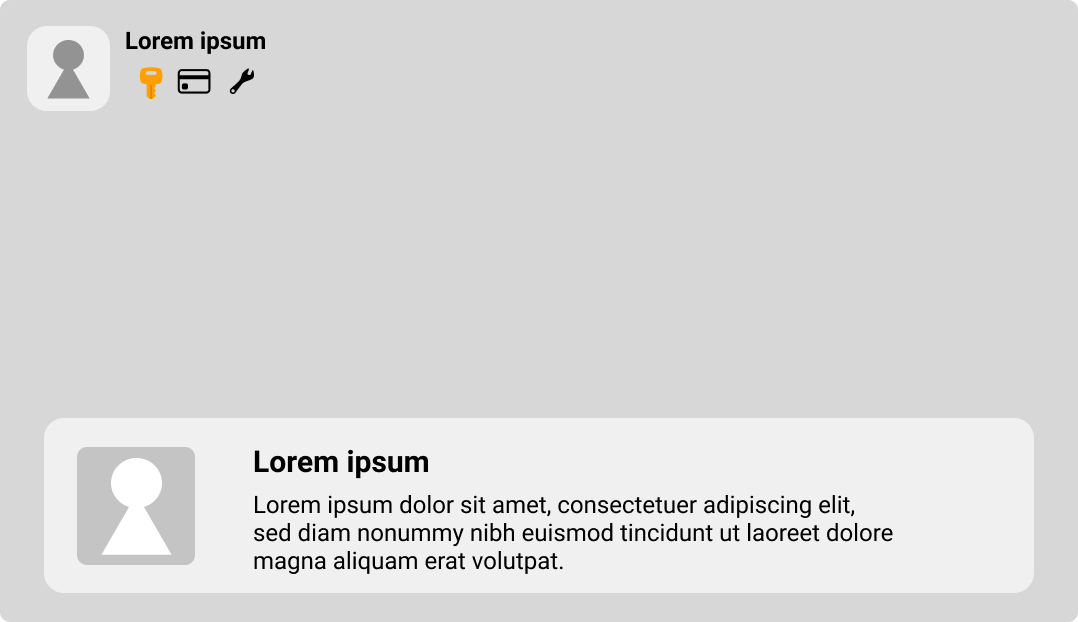 Lorem ipsum
Lorem ipsum
Lorem ipsum dolor sit amet, consectetuer adipiscing elit,
sed diam nonummy nibh euismod tincidunt ut laoreet dolore
magna aliquam erat volutpat.